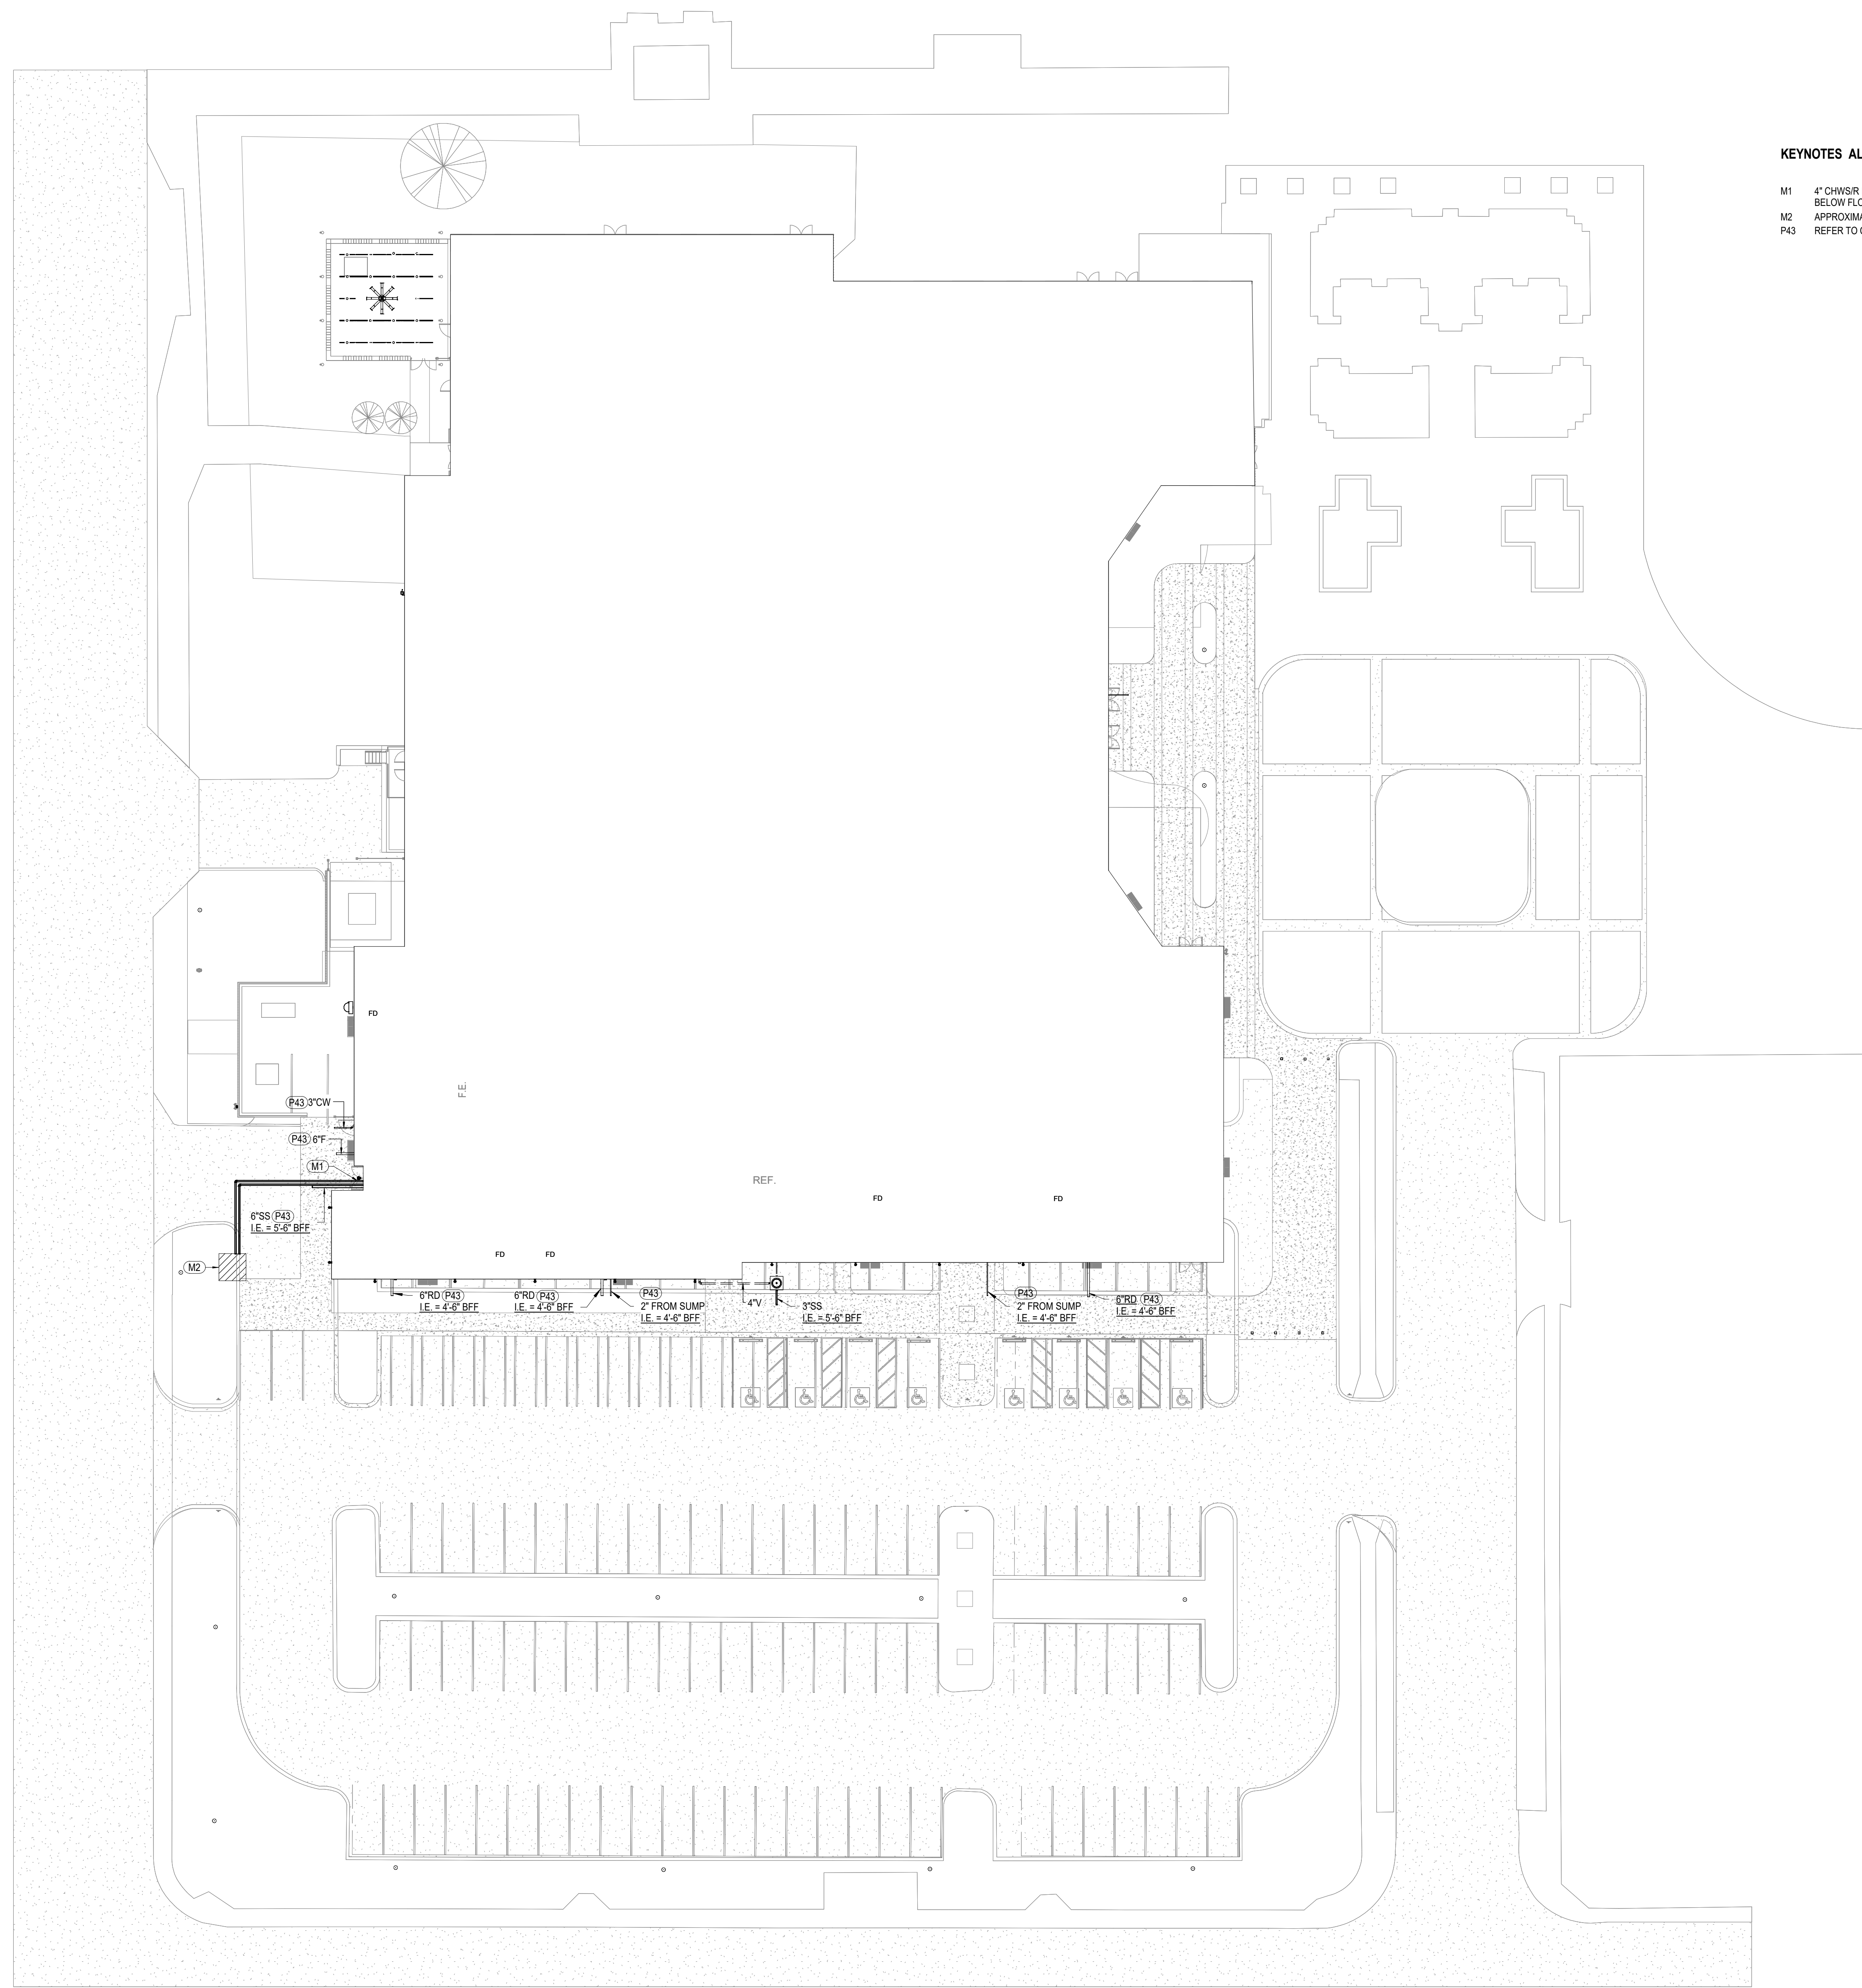 KEYNOTES AL
M1 4" CHWS/R
BELOW FLO
M2 APPROXIMA
P43 REFER TO
FD
F.E.
P43 3"CW
P43 6"F
M1
REF.
FD
FD
6"SS P43
I.E. = 5'-6" BFF
M2
FD
FD
6"RD P43
I.E. = 4'-6" BFF
6"RD P43
I.E. = 4'-6" BFF
P43
2" FROM SUMP
I.E. = 4'-6" BFF
4"V
3"SS
I.E. = 5'-6" BFF
P43
2" FROM SUMP
I.E. = 4'-6" BFF
6"RD P43
I.E. = 4'-6" BFF